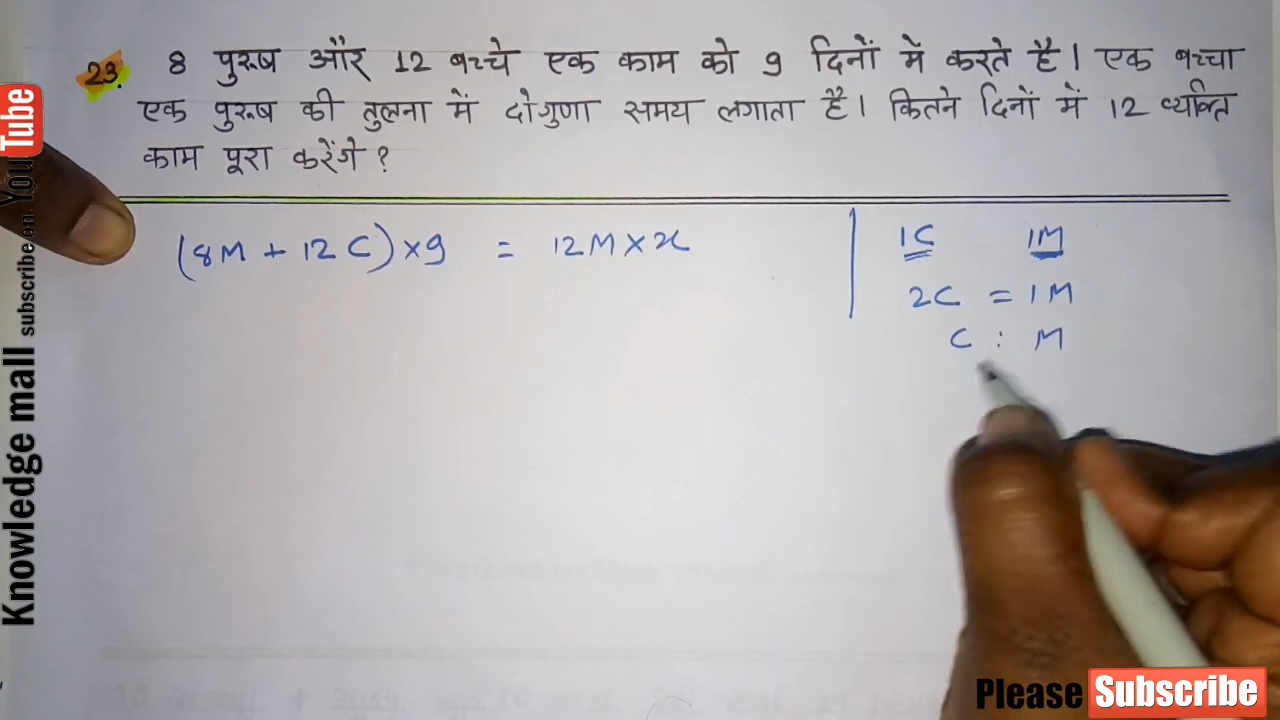 23. 8 पुरुष और 12 बच्चे एक काम को 9 दिनों में करते है। एक बच्चा
एक पुरुष की तुलना में दोगुणा समय लगाता है। कितने दिनों में 12 व्यक्ति
काम पूरा करेंगे ?
(8M + 12C) × 9 = 12M × x
1C 1M
2C = 1M
C : M
Knowledge mall subscribe on YouTube
Please Subscribe